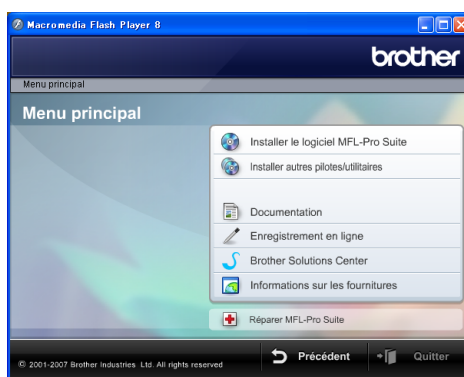 Macromedia Flash Player 8
brother
Menu principal
Menu principal
Installer le logiciel MFL-Pro Suite
Installer autres pilotes/utilitaires
Documentation
Enregistrement en ligne
Brother Solutions Center
Informations sur les fournitures
Réparer MFL-Pro Suite
© 2001-2007 Brother Industries Ltd. All rights reserved
Précédent
Quitter